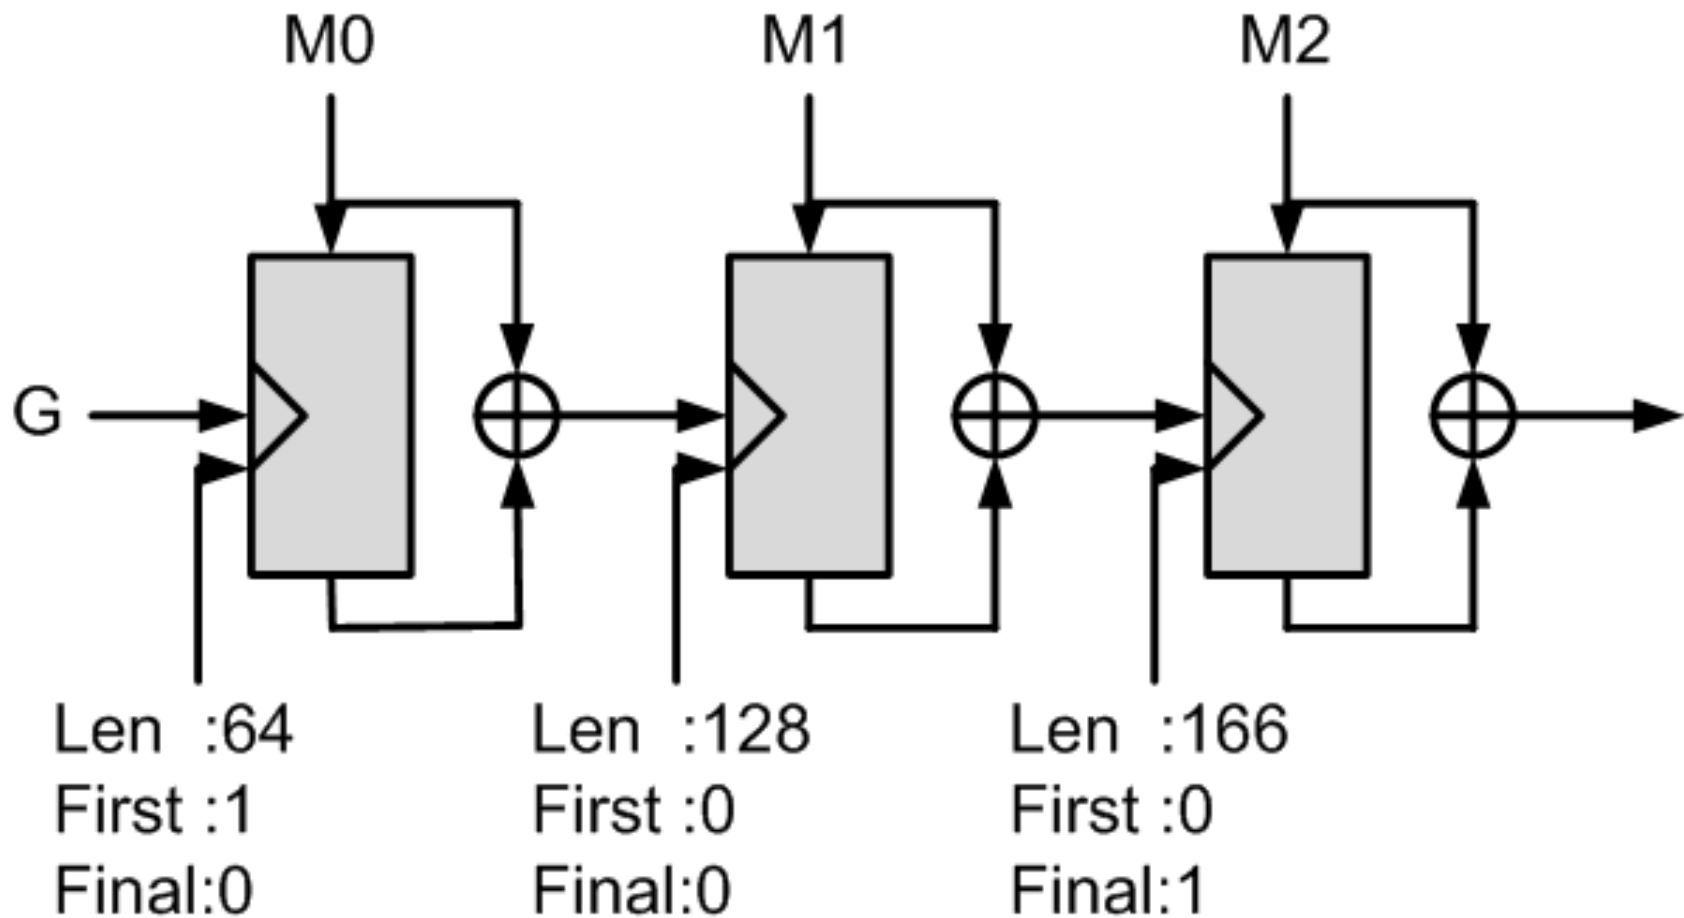 M0 M1 M2
G
Len :64 Len :128 Len :166
First :1 First :0 First :0
Final:0 Final:0 Final:1